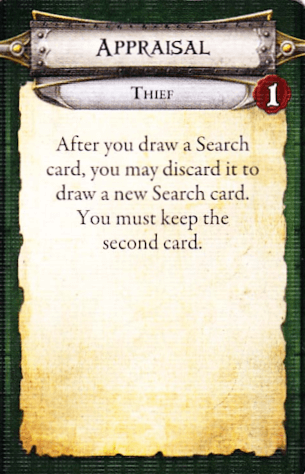 Appraisal
Thief
1
After you draw a Search
card, you may discard it to
draw a new Search card.
You must keep the
second card.